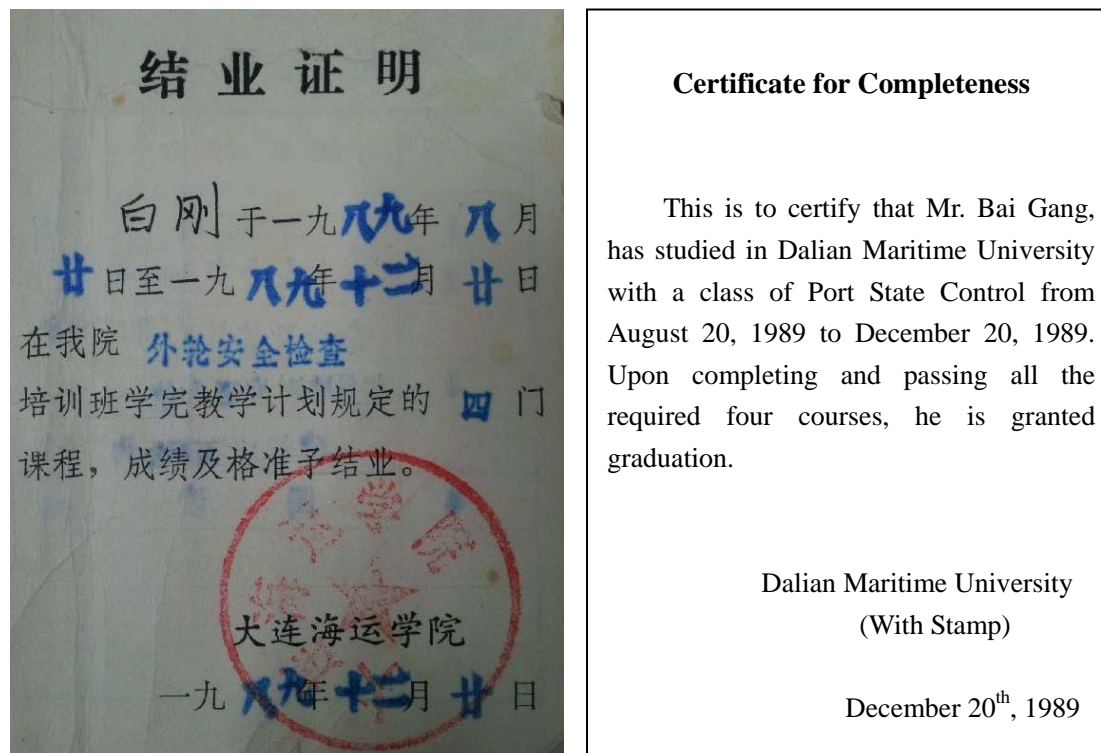 结业证明
白刚于一九八九年八月
廿日至一九八九年十二月廿日
在我院 外轮安全检查
培训班学完教学计划规定的 四 门
课程，成绩及格准予结业。
大连海运学院
一九八九年十二月廿日
Certificate for Completeness
This is to certify that Mr. Bai Gang,
has studied in Dalian Maritime University
with a class of Port State Control from
August 20, 1989 to December 20, 1989.
Upon completing and passing all the
required four courses, he is granted
graduation.
Dalian Maritime University
(With Stamp)
December 20th, 1989